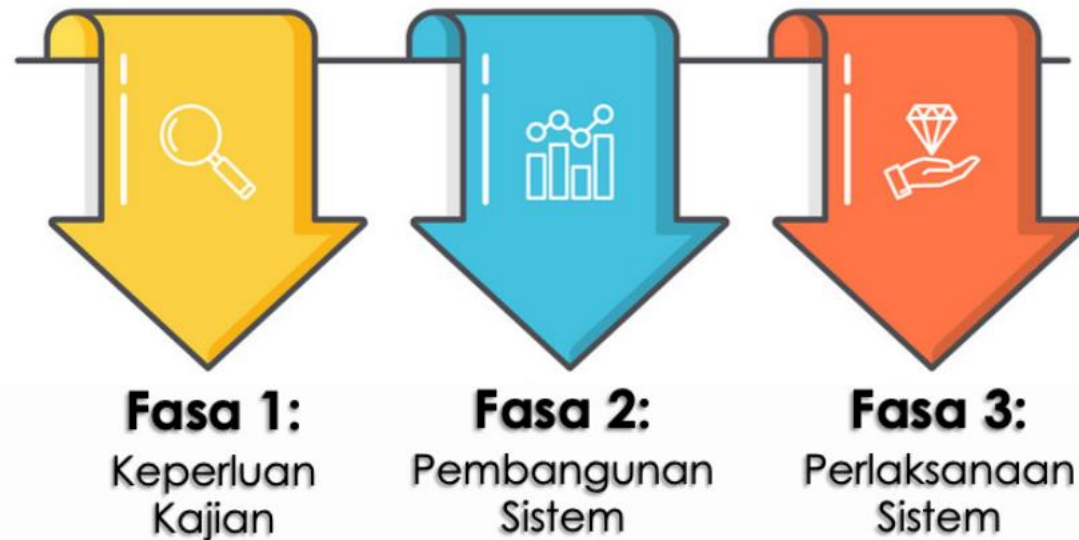 Fasa 1:
Keperluan
Kajian
Fasa 2:
Pembangunan
Sistem
Fasa 3:
Perlaksanaan
Sistem